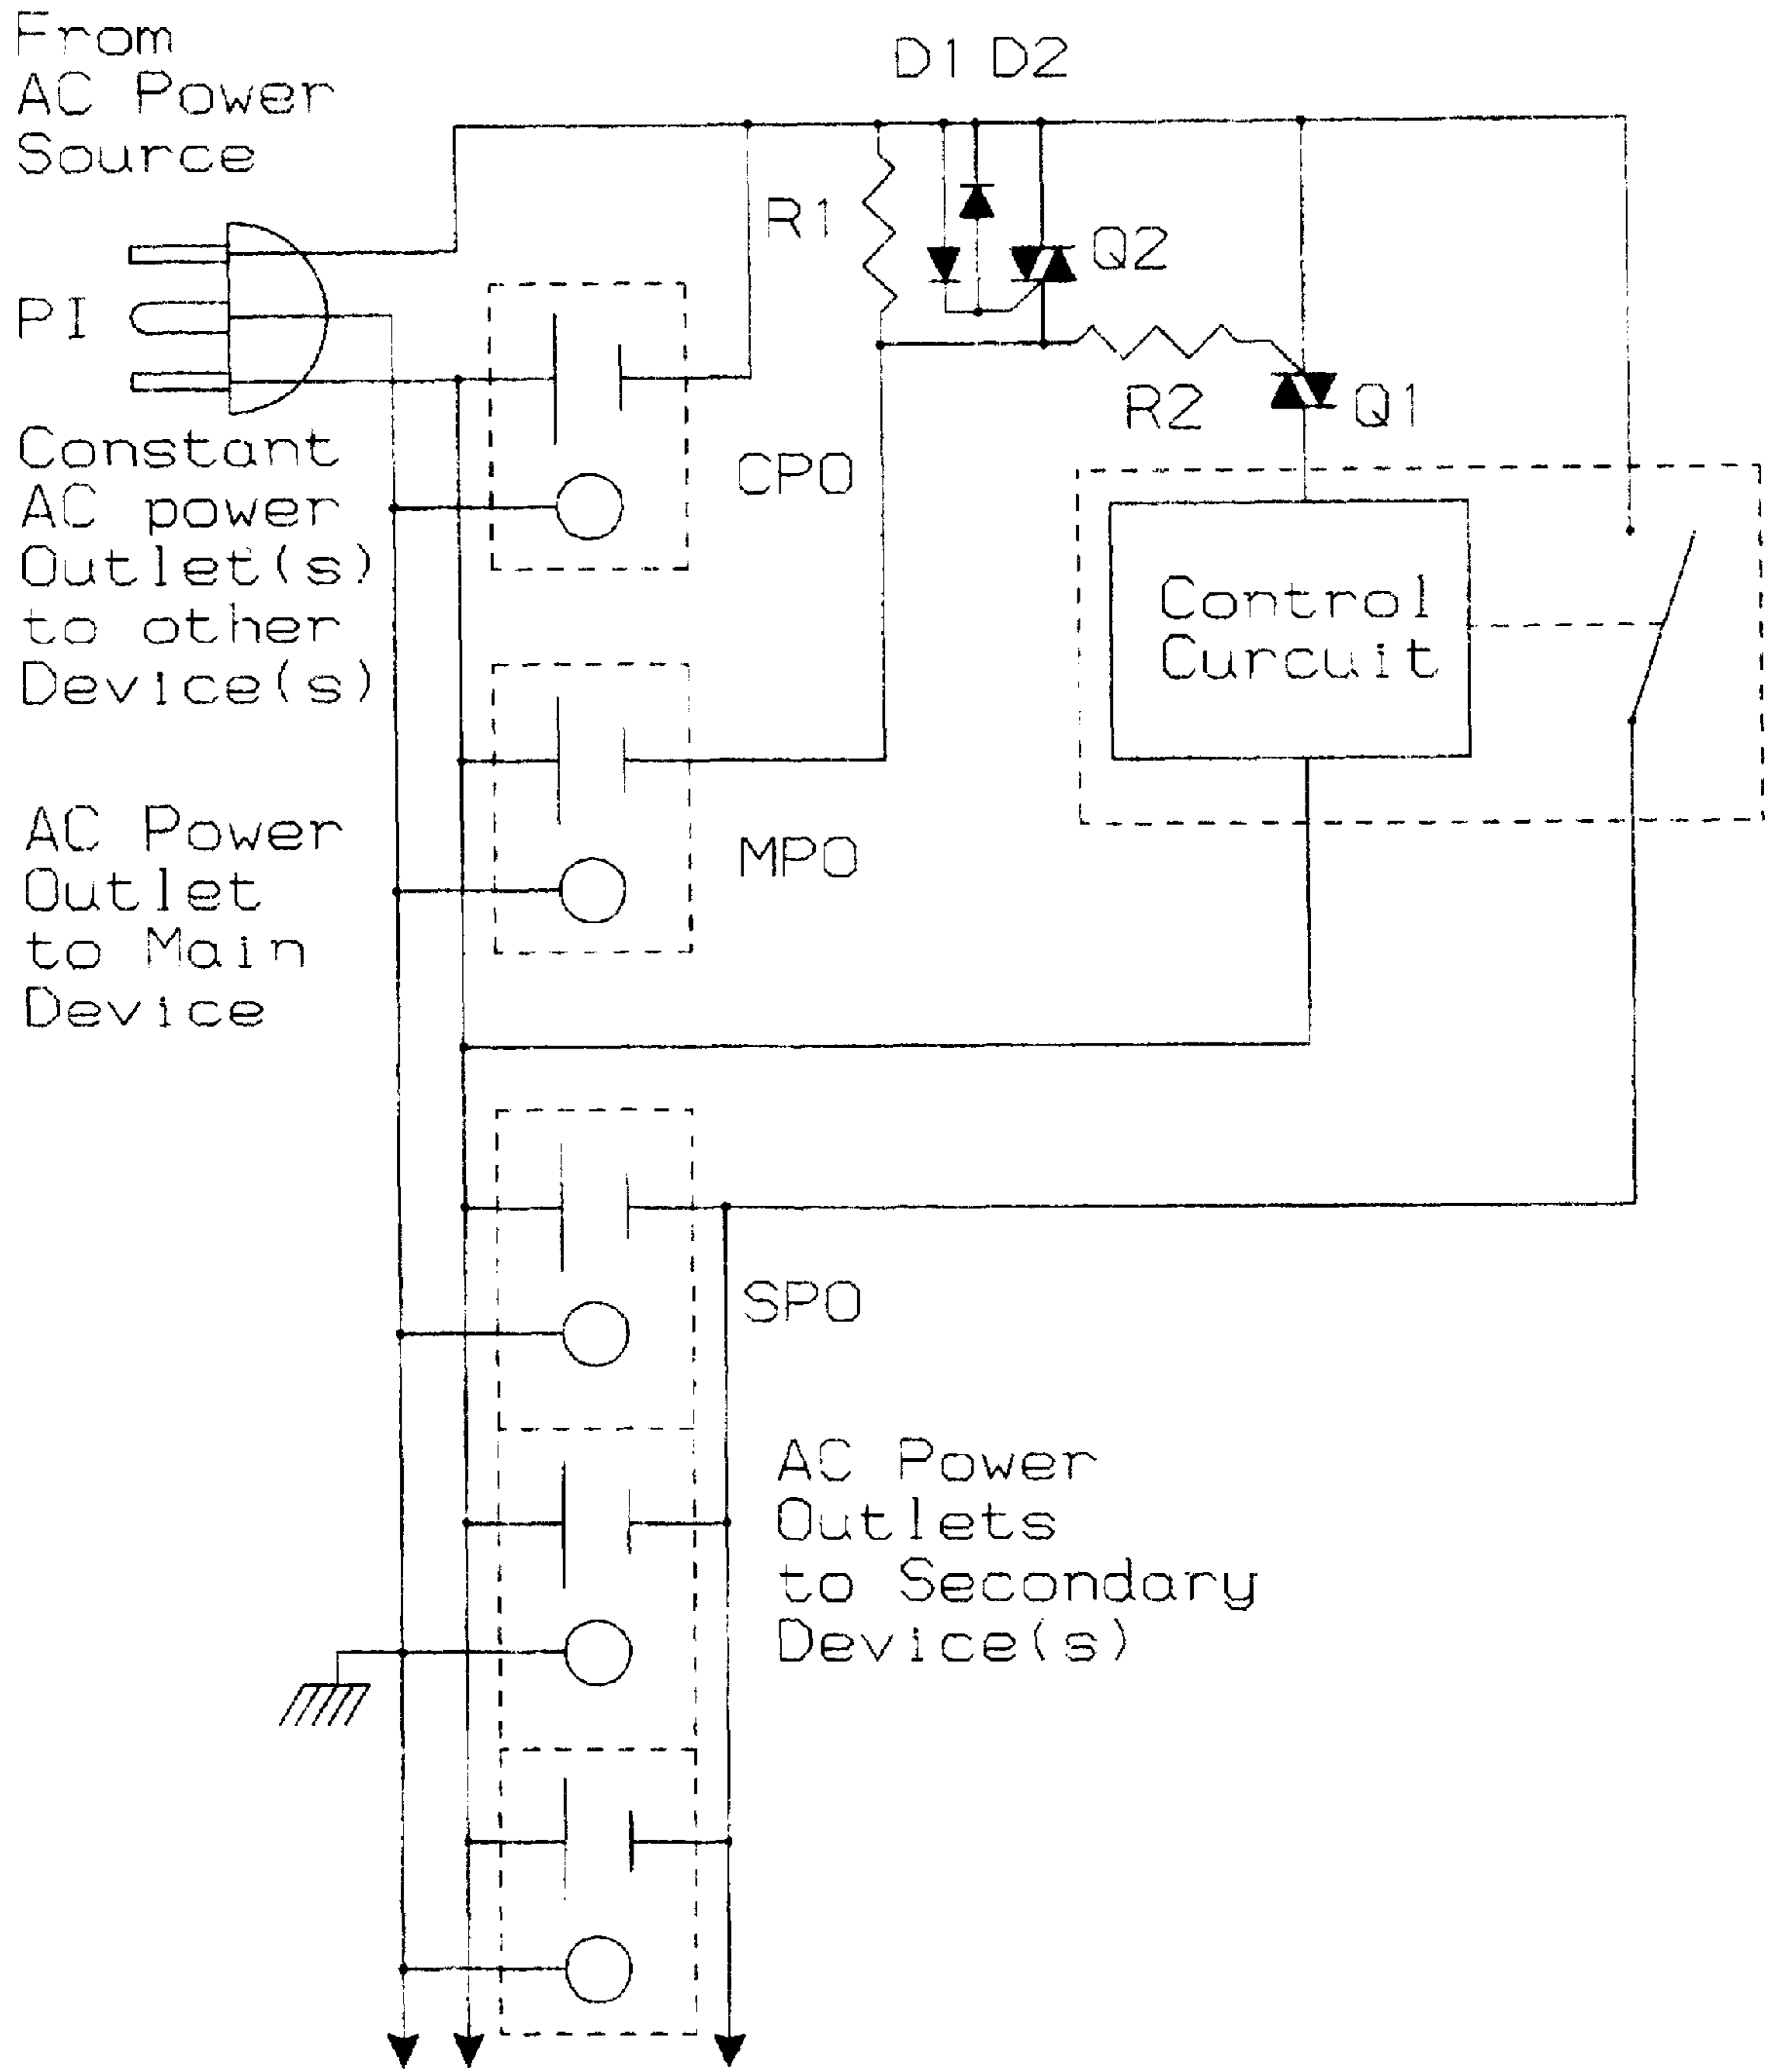 From
AC Power
Source
D1 D2
R1
Q2
PI
R2
Q1
Constant
AC power
Outlet(s)
to other
Device(s)
CPO
Control
Curcuit
AC Power
Outlet
to Main
Device
MPO
SPO
AC Power
Outlets
to Secondary
Device(s)